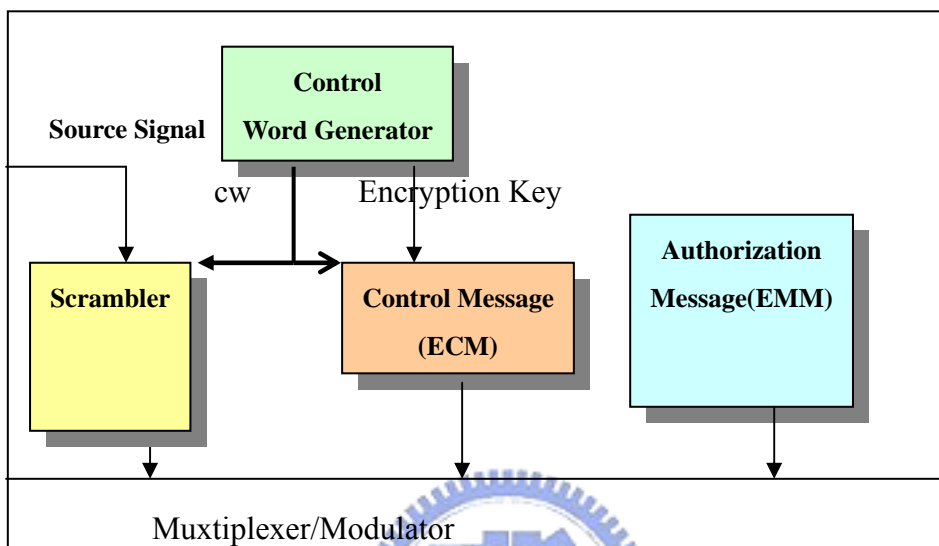 Control
Word Generator
Source Signal
cw
Encryption Key
Authorization
Message(EMM)
Scrambler
Control Message
(ECM)
Muxtiplexer/Modulator